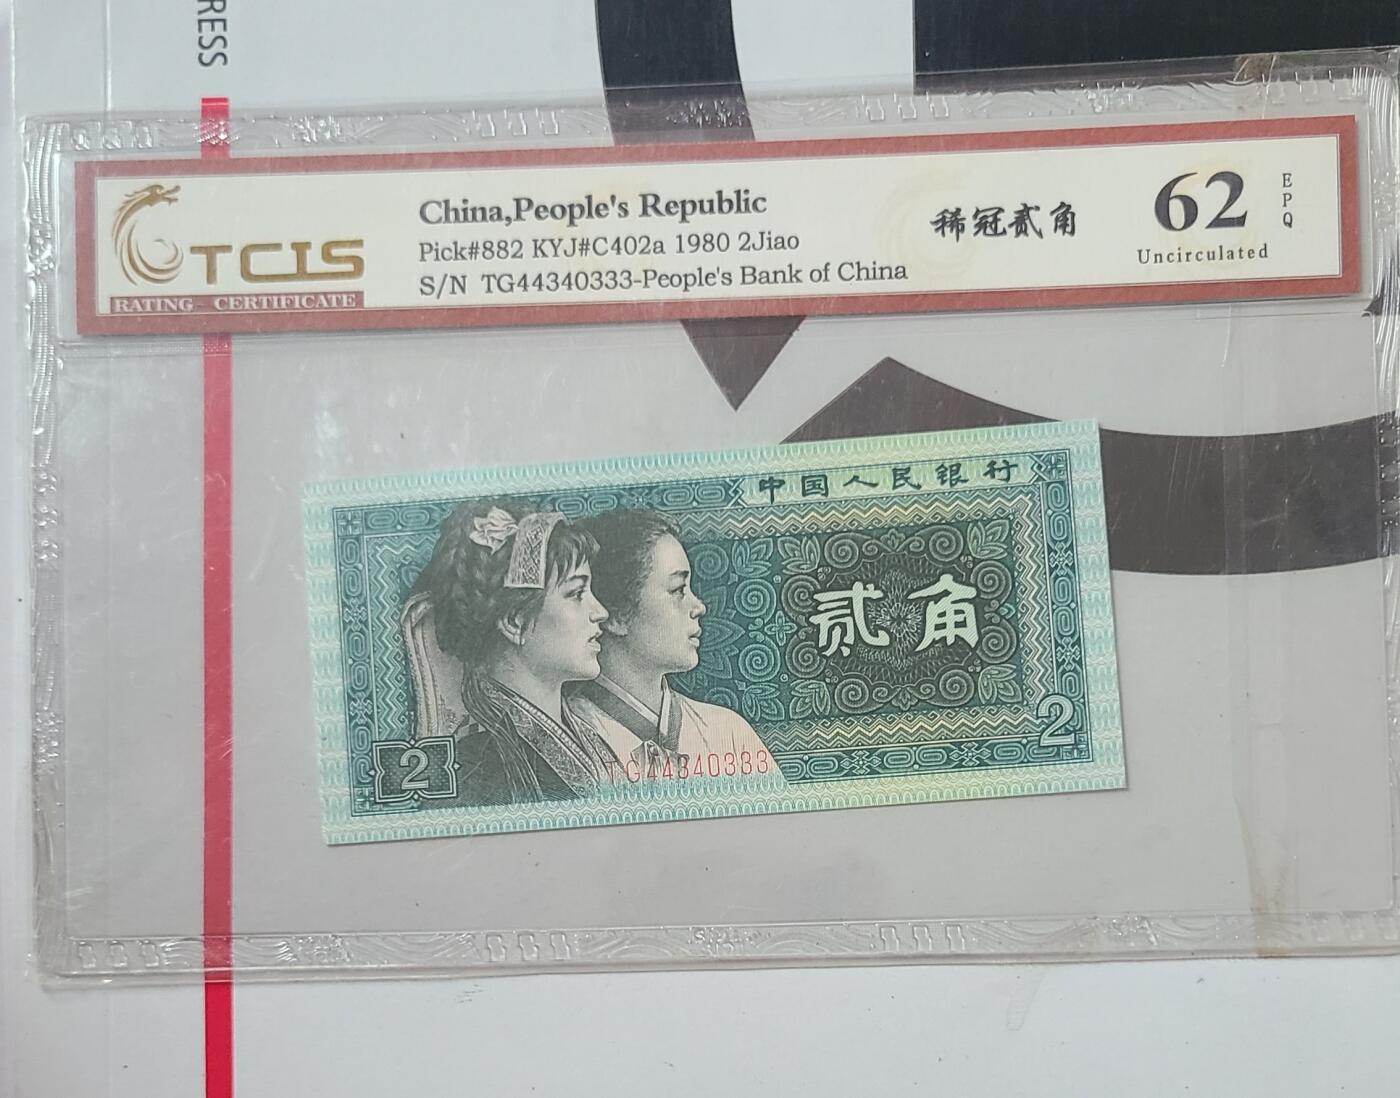 RESS
TCIS
RATING - CERTIFICATE
China,People's Republic
Pick#882 KYJ#C402a 1980 2Jiao
S/N TG44340333-People's Bank of China
稀冠贰角
62
EPQ
Uncirculated
中国人民银行
贰角
2
2
TG44340333